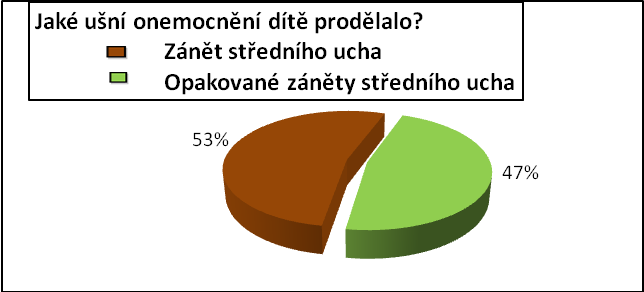 Jaké ušní onemocnění dítě prodělalo?
Zánět středního ucha
Opakované záněty středního ucha
53%
47%